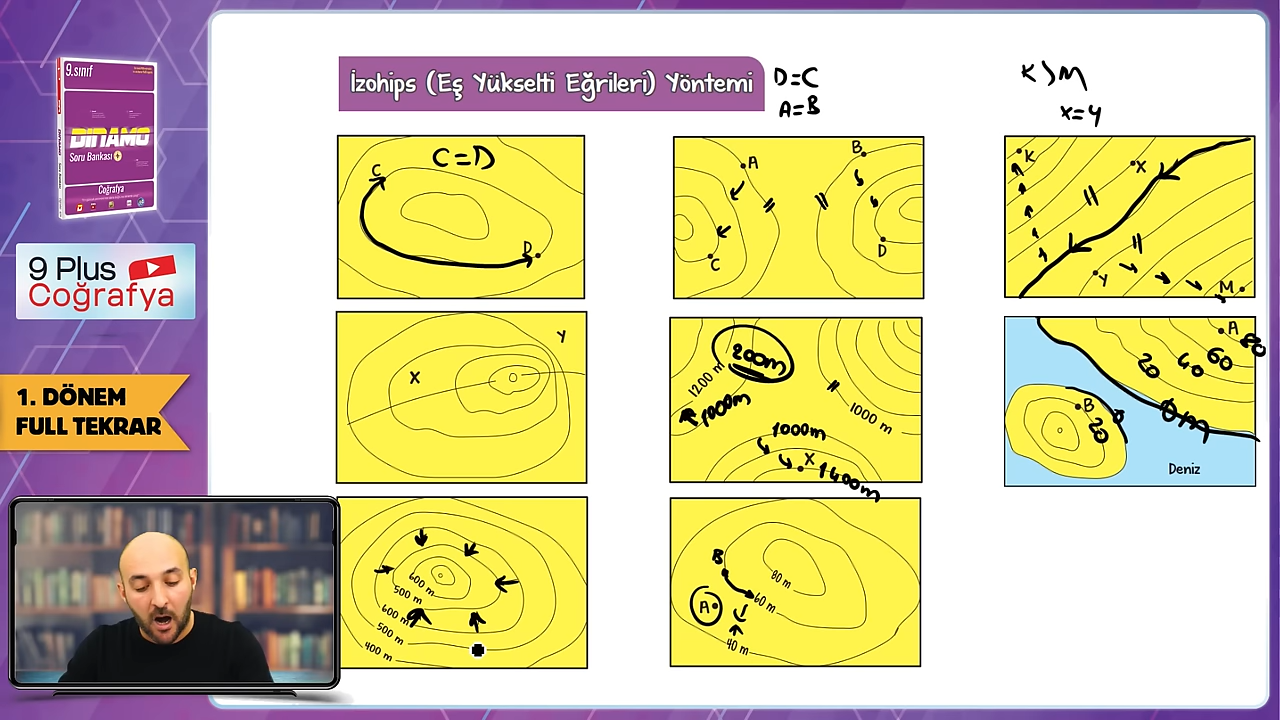 9.sınıf
DİNAMO
Soru Bankası +
Coğrafya
9 Plus
Coğrafya
1. DÖNEM
FULL TEKRAR
İzohips (Eş Yükselti Eğrileri) Yöntemi
D=C
A=B
K>M
x=y
C=D
C
D
A
B
C
D
K
X
Y
M
X
Y
200m
1200 m
1000m
1000 m
1000m
X
1400m
A
80
60
40
20
0m
B
0
20
Deniz
600 m
500 m
600 m
500 m
400 m
B
80 m
A
60 m
40 m